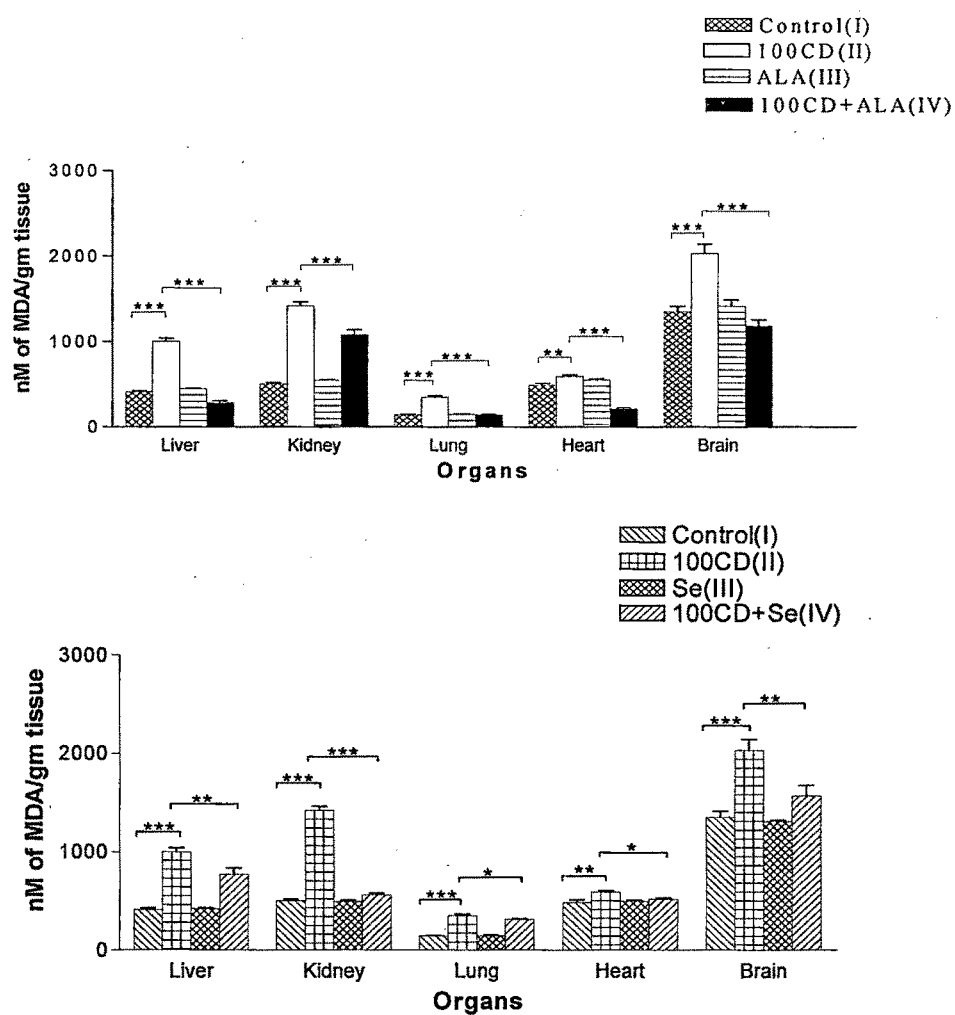 Control(I)
100CD(II)
ALA(III)
100CD+ALA(IV)
nM of MDA/gm tissue
3000
2000
1000
0
***
***
***
***
***
***
**
***
***
***
Liver Kidney Lung Heart Brain
Organs
Control(I)
100CD(II)
Se(III)
100CD+Se(IV)
nM of MDA/gm tissue
3000
2000
1000
0
***
**
***
***
***
*
**
*
***
**
Liver Kidney Lung Heart Brain
Organs